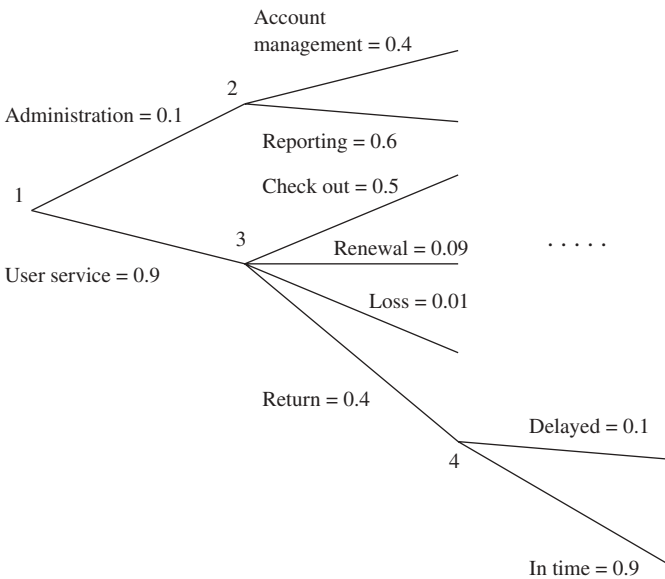 Account
management = 0.4
2
Administration = 0.1
Reporting = 0.6
Check out = 0.5
1
3
Renewal = 0.09
.....
User service = 0.9
Loss = 0.01
Return = 0.4
Delayed = 0.1
4
In time = 0.9